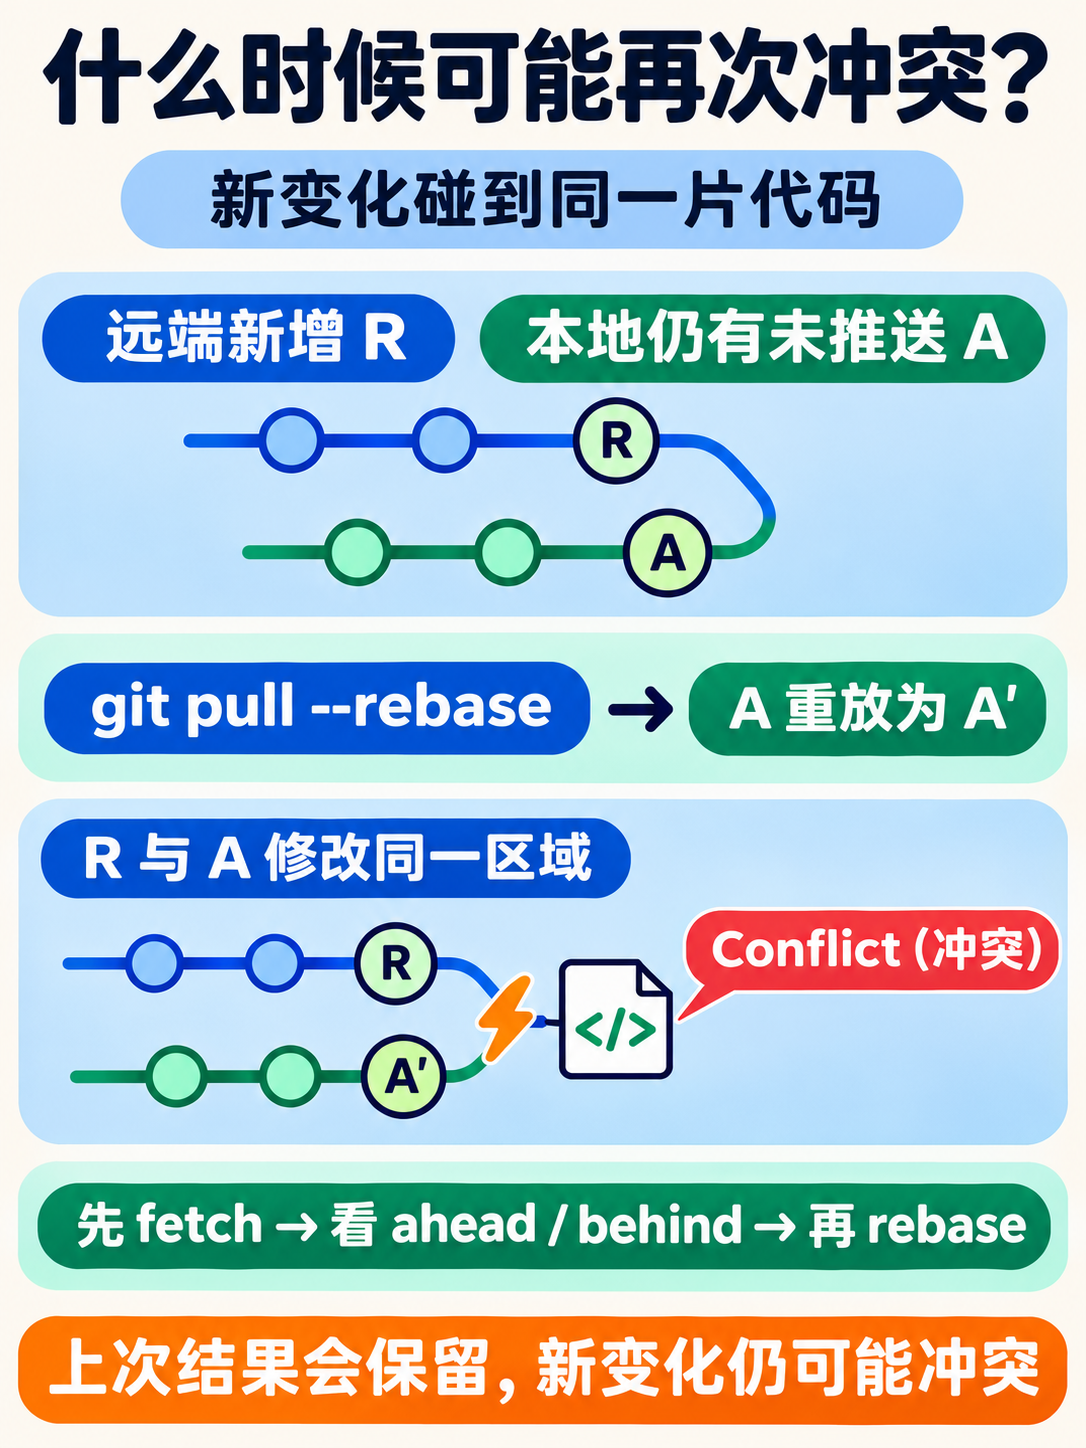 什么时候可能再次冲突?
新变化碰到同一片代码
远端新增 R
本地仍有未推送 A
R
A
git pull --rebase → A 重放为 A'
R 与 A 修改同一区域
Conflict (冲突)
R
</>
A'
先 fetch → 看 ahead / behind → 再 rebase
上次结果会保留, 新变化仍可能冲突